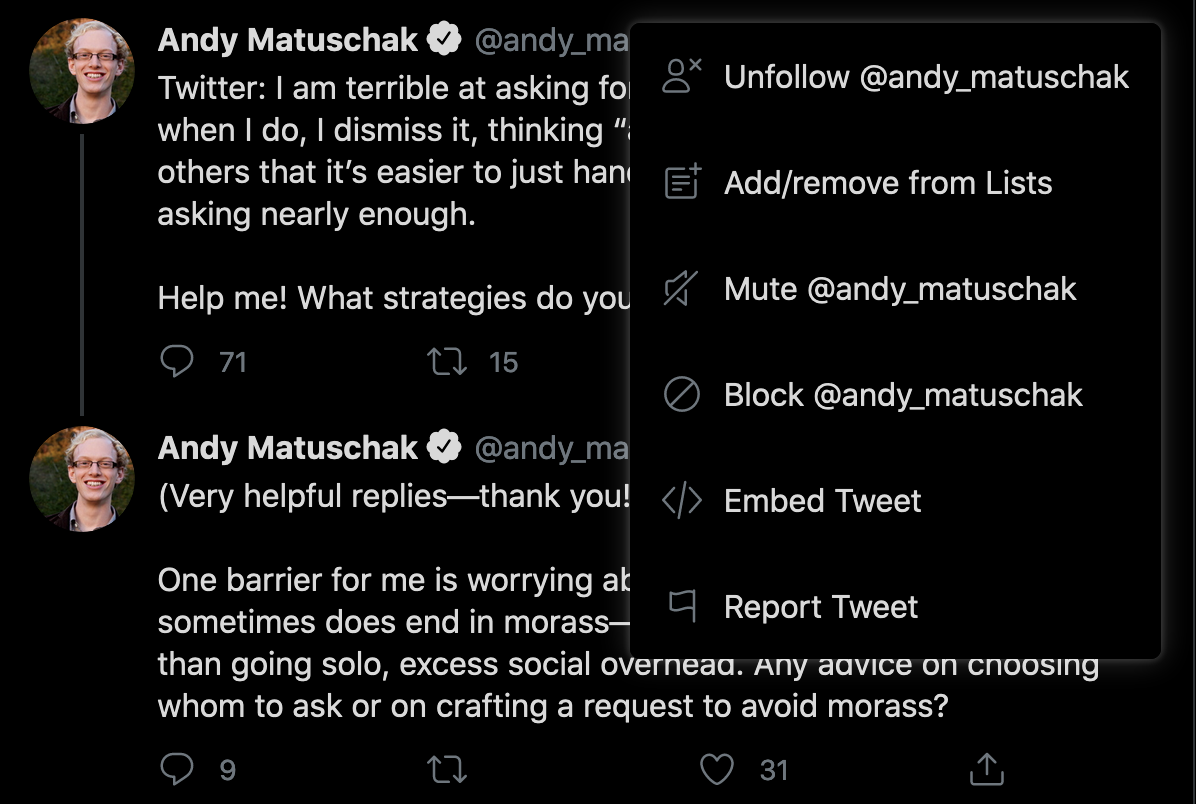 Andy Matuschak @andy_ma
Twitter: I am terrible at asking
when I do, I dismiss it, thinking
others that it’s easier to just
asking nearly enough.
Help me! What strategies do you
71 15
Andy Matuschak @andy_ma
(Very helpful replies—thank you!
One barrier for me is worrying
sometimes does end in morass—
than going solo, excess social overhead. Any advice on choosing
whom to ask or on crafting a request to avoid morass?
9 31
Unfollow @andy_matuschak
Add/remove from Lists
Mute @andy_matuschak
Block @andy_matuschak
Embed Tweet
Report Tweet